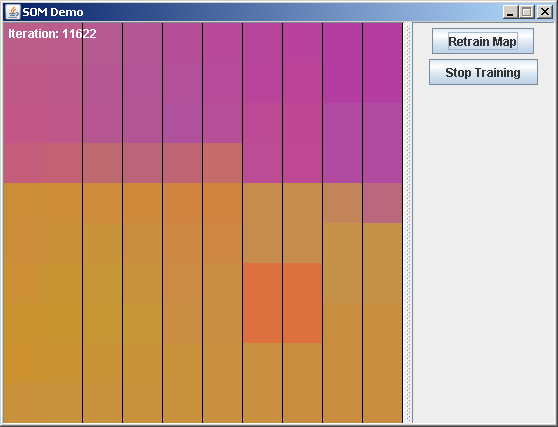 SOM Demo
Iteration: 11622
Retrain Map
Stop Training